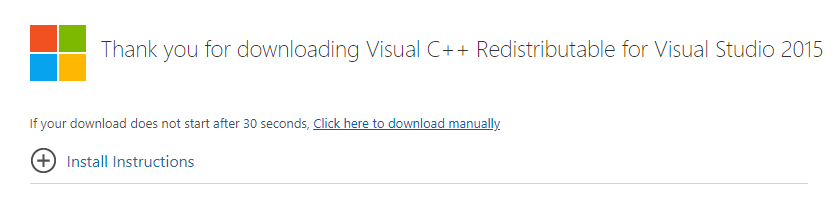 Thank you for downloading Visual C++ Redistributable for Visual Studio 2015
If your download does not start after 30 seconds, Click here to download manually
Install Instructions